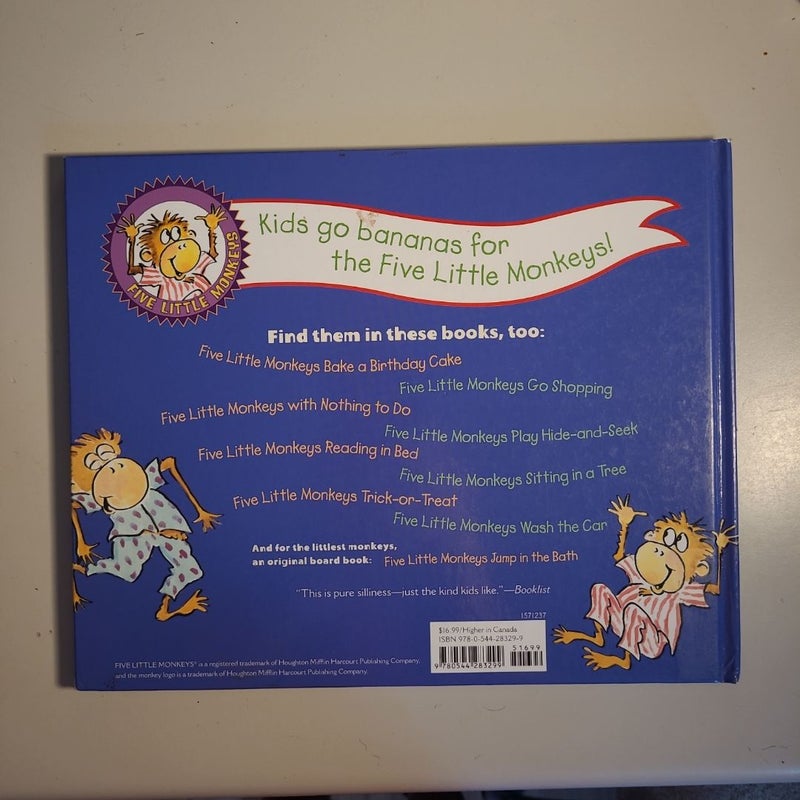 Kids go bananas for
the Five Little Monkeys!
FIVE LITTLE MONKEYS
Find them in these books, too:
Five Little Monkeys Bake a Birthday Cake
Five Little Monkeys Go Shopping
Five Little Monkeys with Nothing to Do
Five Little Monkeys Play Hide-and-Seek
Five Little Monkeys Reading in Bed
Five Little Monkeys Sitting in a Tree
Five Little Monkeys Trick-or-Treat
Five Little Monkeys Wash the Car
And for the littlest monkeys,
an original board book: Five Little Monkeys Jump in the Bath
“This is pure silliness—just the kind kids like.”—Booklist
1571237
$16.99/Higher in Canada
ISBN 978-0-544-28329-9
51699
9 780544 283299
FIVE LITTLE MONKEYS® is a registered trademark of Houghton Mifflin Harcourt Publishing Company,
and the monkey logo is a trademark of Houghton Mifflin Harcourt Publishing Company.